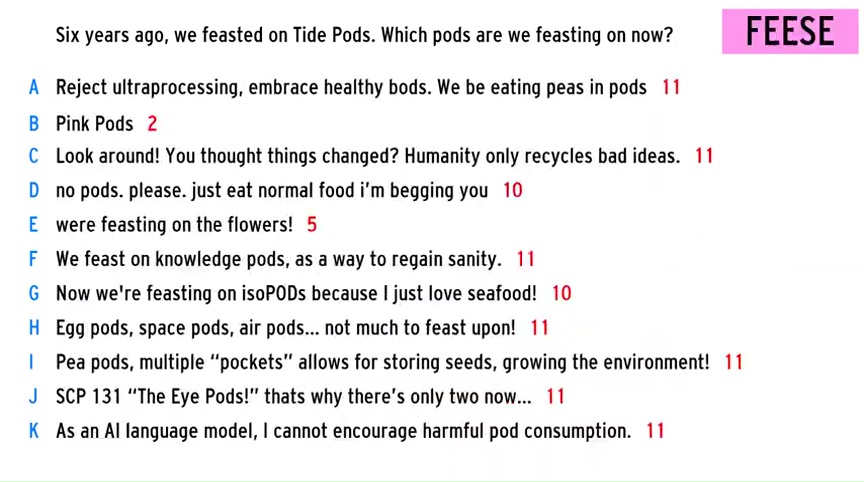 Six years ago, we feasted on Tide Pods. Which pods are we feasting on now?
FEESE
A Reject ultraprocessing, embrace healthy bods. We be eating peas in pods 11
B Pink Pods 2
C Look around! You thought things changed? Humanity only recycles bad ideas. 11
D no pods. please. just eat normal food i'm begging you 10
E were feasting on the flowers! 5
F We feast on knowledge pods, as a way to regain sanity. 11
G Now we're feasting on isoPODs because I just love seafood! 10
H Egg pods, space pods, air pods... not much to feast upon! 11
I Pea pods, multiple “pockets” allows for storing seeds, growing the environment! 11
J SCP 131 “The Eye Pods!” thats why there's only two now... 11
K As an AI language model, I cannot encourage harmful pod consumption. 11